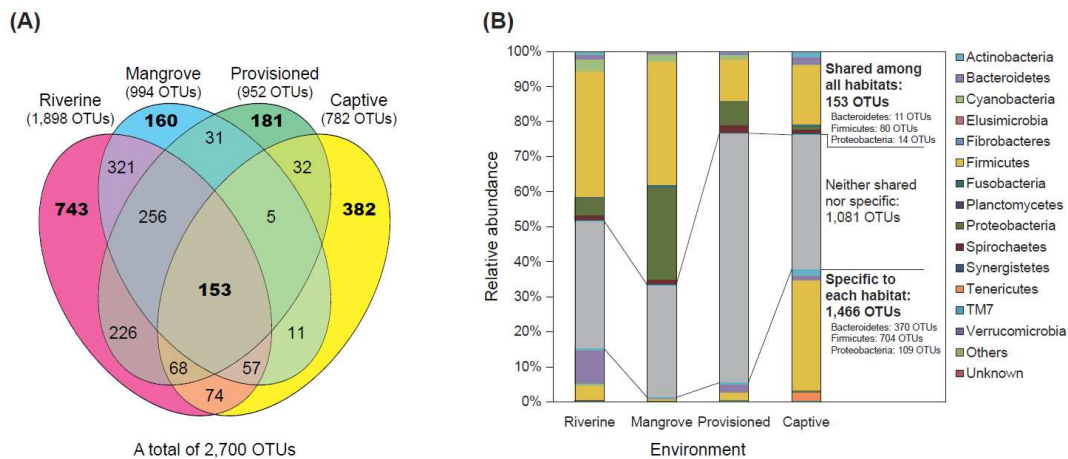 (A)
Mangrove
(994 OTUs)
Provisioned
(952 OTUs)
Riverine
(1,898 OTUs)
Captive
(782 OTUs)
160
181
31
321
32
743
256
5
382
153
226
11
68
57
74
A total of 2,700 OTUs
(B)
100%
90%
80%
70%
60%
50%
40%
30%
20%
10%
0%
Relative abundance
Riverine
Mangrove
Provisioned
Captive
Environment
Shared among
all habitats:
153 OTUs
Bacteroidetes: 11 OTUs
Firmicutes: 80 OTUs
Proteobacteria: 14 OTUs
Neither shared
nor specific:
1,081 OTUs
Specific to
each habitat:
1,466 OTUs
Bacteroidetes: 370 OTUs
Firmicutes: 704 OTUs
Proteobacteria: 109 OTUs
Actinobacteria
Bacteroidetes
Cyanobacteria
Elusimicrobia
Fibrobacteres
Firmicutes
Fusobacteria
Planctomycetes
Proteobacteria
Spirochaetes
Synergistetes
Tenericutes
TM7
Verrucomicrobia
Others
Unknown